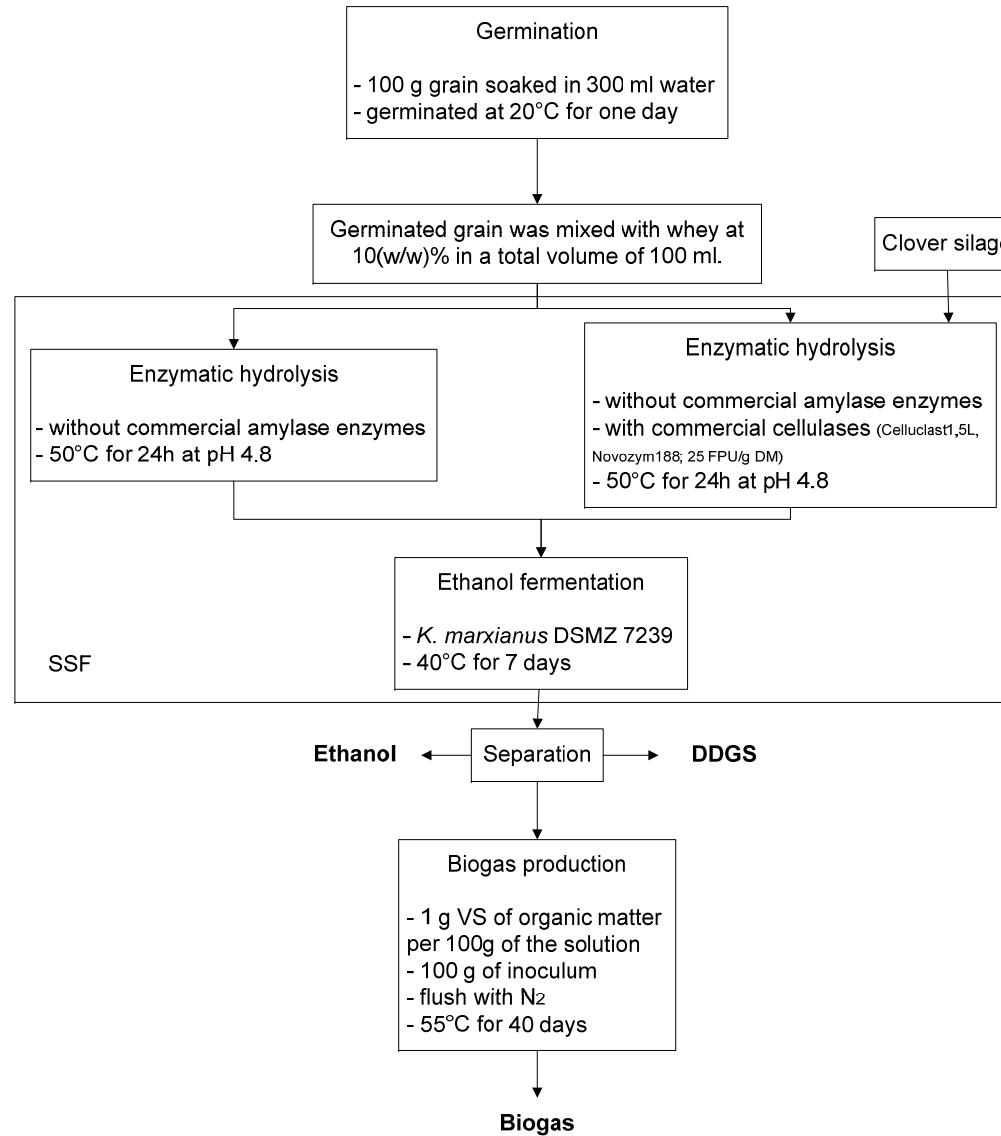 Germination
- 100 g grain soaked in 300 ml water
- germinated at 20°C for one day
Germinated grain was mixed with whey at
10(w/w)% in a total volume of 100 ml.
Clover silage
Enzymatic hydrolysis
- without commercial amylase enzymes
- 50°C for 24h at pH 4.8
Enzymatic hydrolysis
- without commercial amylase enzymes
- with commercial cellulases (Celluclast1,5L,
Novozym188; 25 FPU/g DM)
- 50°C for 24h at pH 4.8
Ethanol fermentation
- K. marxianus DSMZ 7239
- 40°C for 7 days
SSF
Ethanol
Separation
DDGS
Biogas production
- 1 g VS of organic matter
per 100g of the solution
- 100 g of inoculum
- flush with N2
- 55°C for 40 days
Biogas